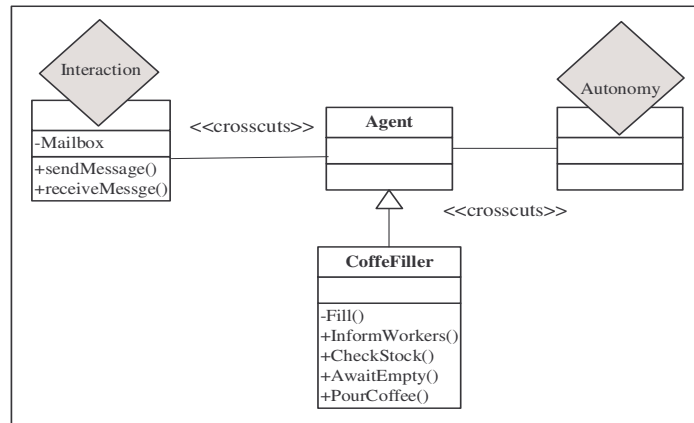 Interaction
-Mailbox
+sendMessage()
+receiveMessge()
<<crosscuts>>
Agent
Autonomy
<<crosscuts>>
CoffeFiller
-Fill()
+InformWorkers()
+CheckStock()
+AwaitEmpty()
+PourCoffee()